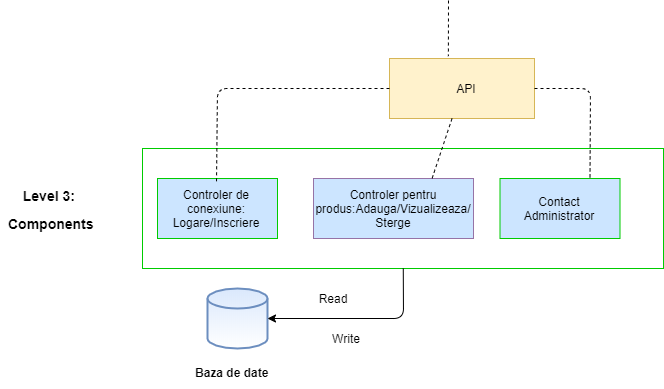 API
Level 3:
Components
Controler de
conexiune:
Logare/Inscriere
Controler pentru
produs:Adauga/Vizualizeaza/
Sterge
Contact
Administrator
Read
Write
Baza de date